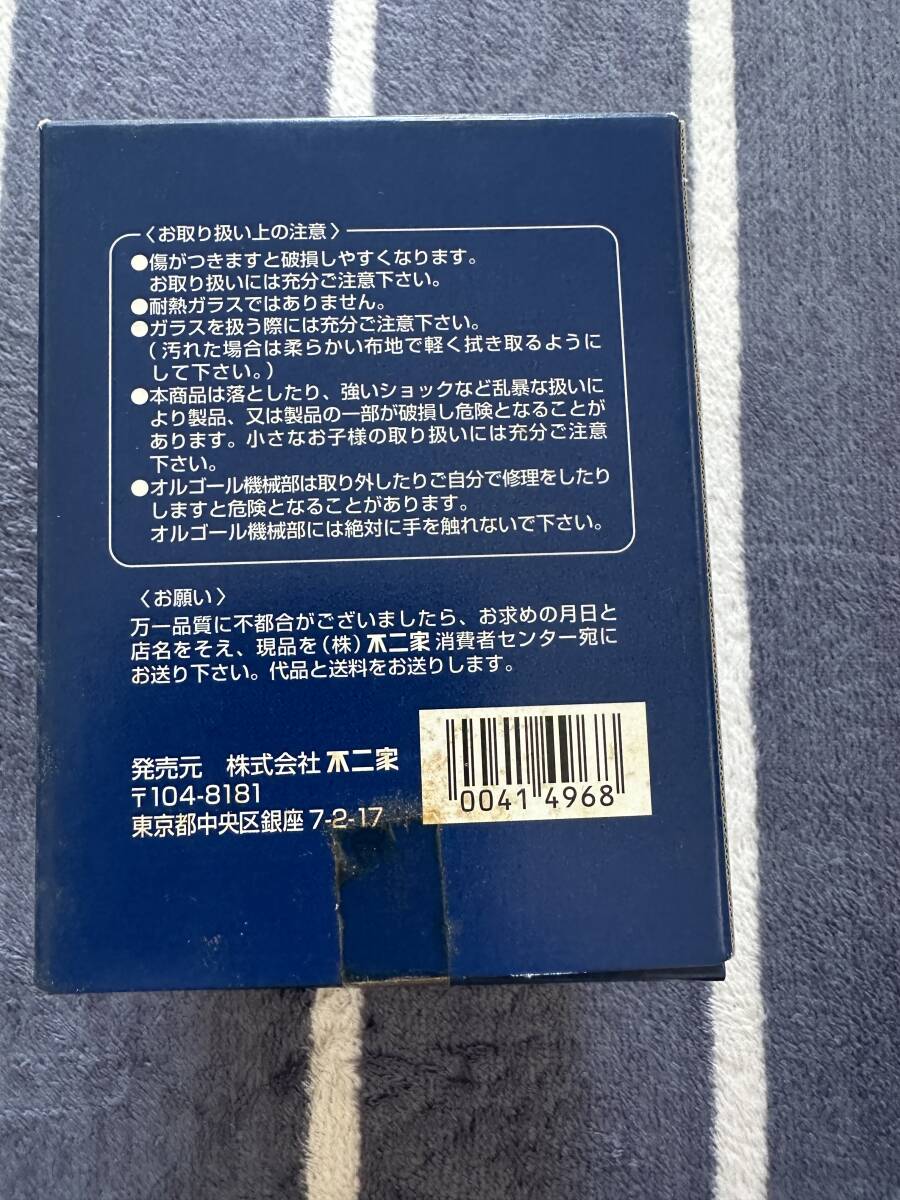 〈お取り扱い上の注意〉
●傷がつきますと破損しやすくなります。
お取り扱いには充分ご注意下さい。
●耐熱ガラスではありません。
●ガラスを扱う際には充分ご注意下さい。
(汚れた場合は柔らかい布地で軽く拭き取るように
して下さい。)
●本商品は落としたり、強いショックなど乱暴な扱いに
より製品、又は製品の一部が破損し危険となることが
あります。小さなお子様の取り扱いには充分ご注意
下さい。
●オルゴール機械部は取り外したりご自分で修理をしたり
しますと危険となることがあります。
オルゴール機械部には絶対に手を触れないで下さい。
〈お願い〉
万一品質に不都合がございましたら、お求めの月日と
店名をそえ、現品を(株)不二家消費者センター宛に
お送り下さい。代品と送料をお送りします。
発売元 株式会社 不二家
〒104-8181
東京都中央区銀座7-2-17
0041 4968